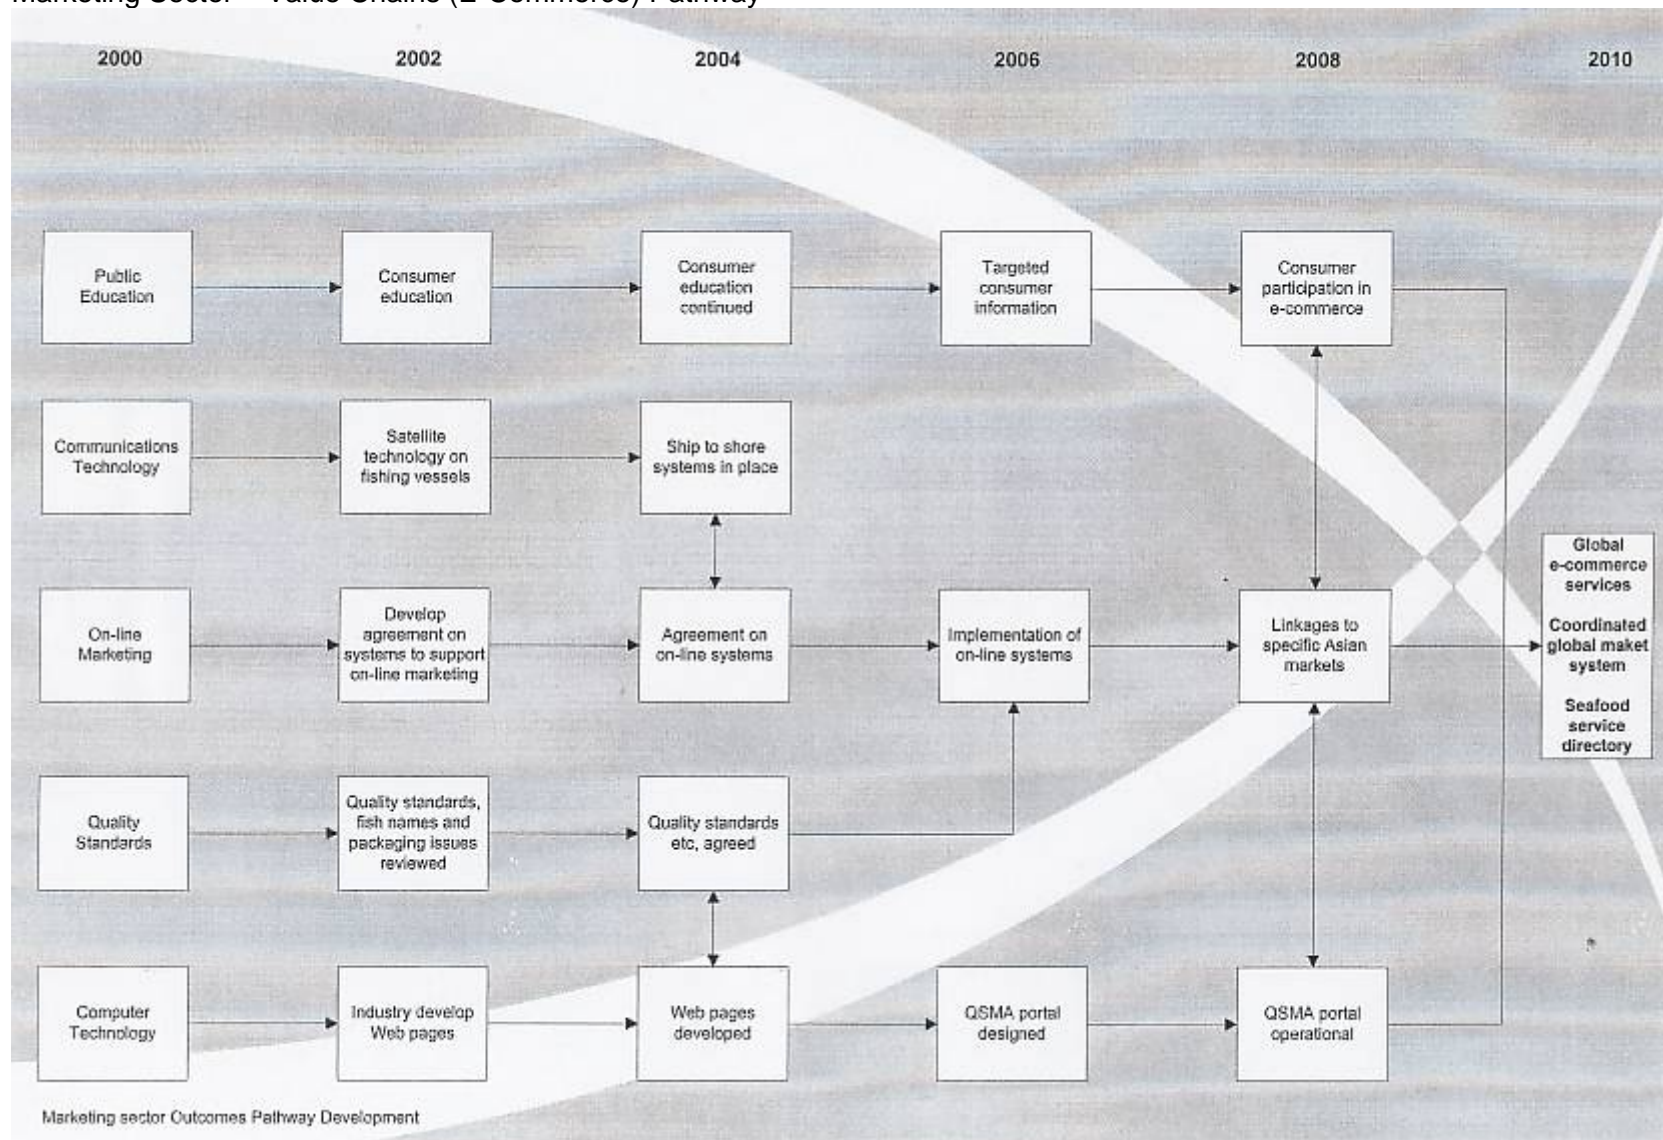 Marketing Sector – Value Chains (E-Commerce) Pathway
2000
2002
2004
2006
2008
2010
Public
Education
Consumer
education
Consumer
education
continued
Targeted
consumer
information
Consumer
participation in
e-commerce
Communications
Technology
Satellite
technology on
fishing vessels
Ship to shore
systems in place
On-line
Marketing
Develop
agreement on
systems to support
on-line marketing
Agreement on
on-line systems
Implementation of
on-line systems
Linkages to
specific Asian
markets
Global
e-commerce
services
Coordinated
global maket
system
Seafood
service
directory
Quality
Standards
Quality standards,
fish names and
packaging issues
reviewed
Quality standards
etc, agreed
Computer
Technology
Industry develop
Web pages
Web pages
developed
QSMA portal
designed
QSMA portal
operational
Marketing sector Outcomes Pathway Development